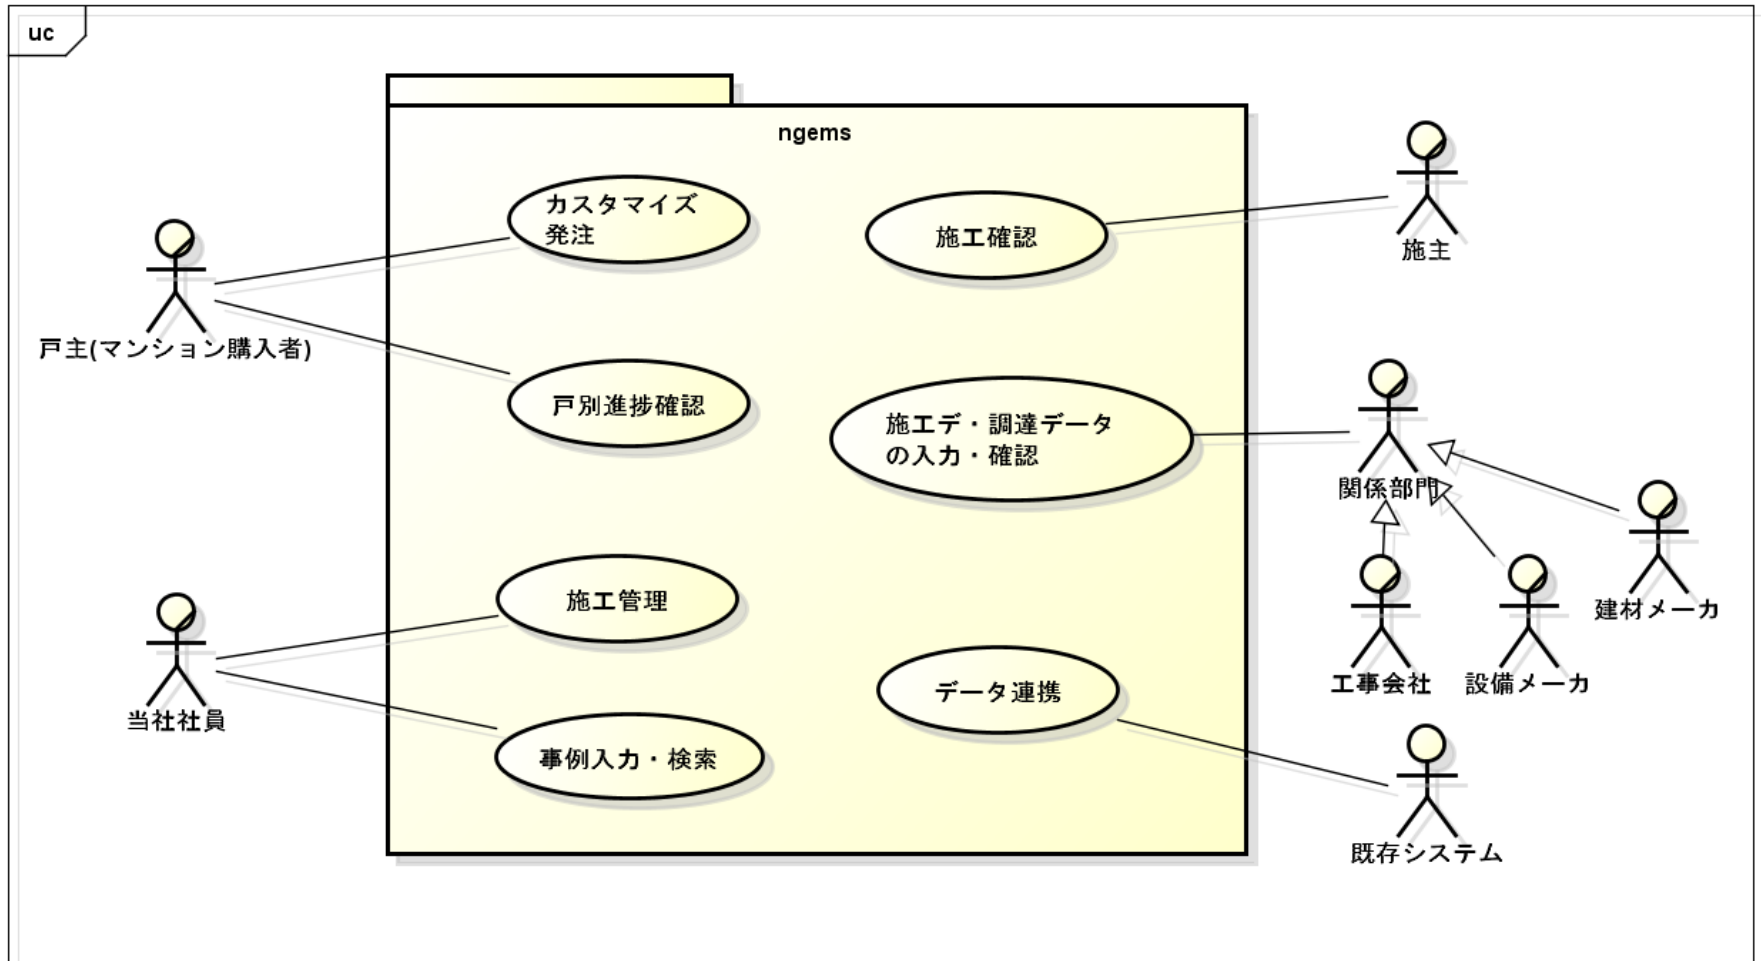 uc
ngems
カスタマイズ
発注
施工確認
施主
戸主(マンション購入者)
戸別進捗確認
施工デ・調達データ
の入力・確認
関係部門
建材メーカ
工事会社
設備メーカ
施工管理
当社社員
データ連携
事例入力・検索
既存システム